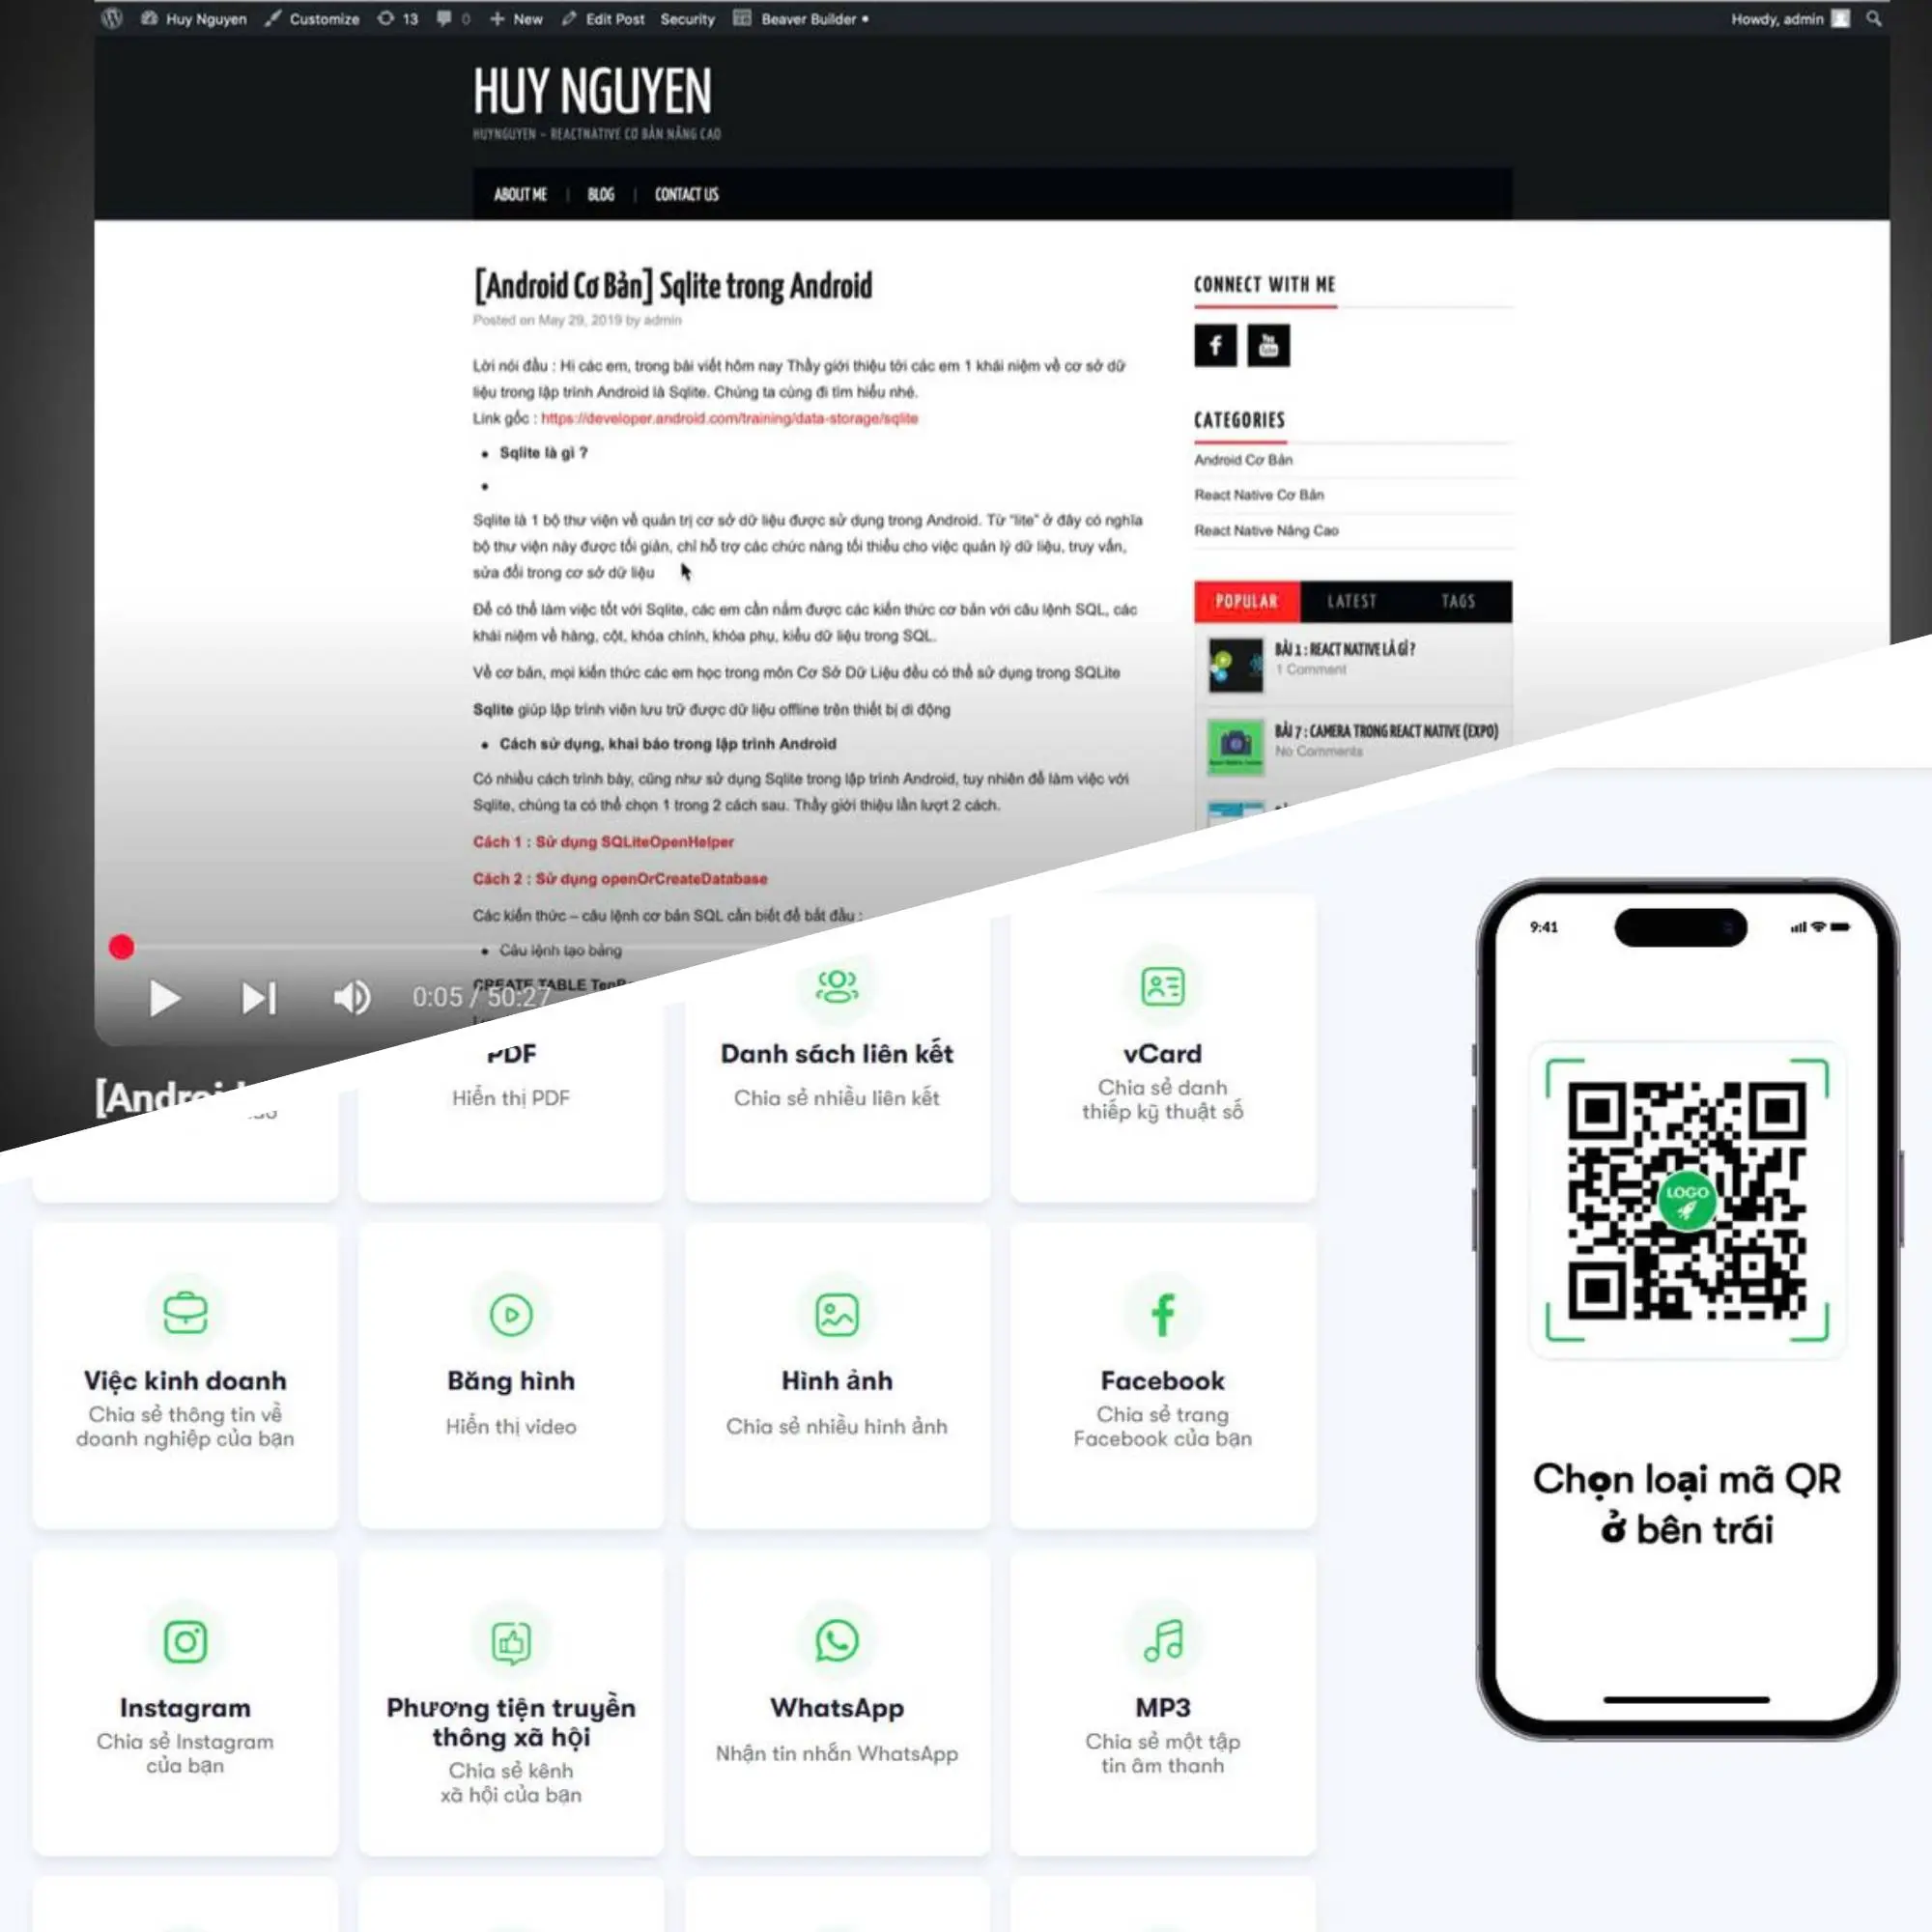 Huy Nguyen Customize 13 0 New Edit Post Security Beaver Builder Howdy, admin
HUY NGUYEN
HUYNGUYEN – REACTNATIVE CƠ BẢN NÂNG CAO
ABOUT ME | BLOG | CONTACT US
[Android Cơ Bản] Sqlite trong Android
Posted on May 29, 2019 by admin
Lời nói đầu : Hi các em, trong bài viết hôm nay Thầy giới thiệu tới các em 1 khái niệm về cơ sở dữ
liệu trong lập trình Android là Sqlite. Chúng ta cùng đi tìm hiểu nhé.
Link gốc : https://developer.android.com/training/data-storage/sqlite
• Sqlite là gì ?
•
Sqlite là 1 bộ thư viện về quản trị cơ sở dữ liệu được sử dụng trong Android. Từ "lite" ở đây có nghĩa
bộ thư viện này được tối giản, chỉ hỗ trợ các chức năng tối thiểu cho việc quản lý dữ liệu, truy vấn,
sửa đổi trong cơ sở dữ liệu
Để có thể làm việc tốt với Sqlite, các em cần nắm được các kiến thức cơ bản với câu lệnh SQL, các
khái niệm về hàng, cột, khóa chính, khóa phụ, kiểu dữ liệu trong SQL.
Về cơ bản, mọi kiến thức các em học trong môn Cơ Sở Dữ Liệu đều có thể sử dụng trong SQLite
Sqlite giúp lập trình viên lưu trữ được dữ liệu offline trên thiết bị di động
• Cách sử dụng, khai báo trong lập trình Android
Có nhiều cách trình bày, cũng như sử dụng Sqlite trong lập trình Android, tuy nhiên để làm việc với
Sqlite, chúng ta có thể chọn 1 trong 2 cách sau. Thầy giới thiệu lần lượt 2 cách.
Cách 1 : Sử dụng SQLiteOpenHelper
Cách 2 : Sử dụng openOrCreateDatabase
Các kiến thức – câu lệnh cơ bản SQL cần biết để bắt đầu :
• Câu lệnh tạo bảng
CREATE TABLE
0:05 / 50:27
[Android
CONNECT WITH ME
CATEGORIES
Android Cơ Bản
React Native Cơ Bản
React Native Nâng Cao
POPULAR LATEST TAGS
BÀI 1 : REACT NATIVE LÀ GÌ ?
1 Comment
BÀI 7 : CAMERA TRONG REACT NATIVE (EXPO)
No Comments
PDF
Hiển thị PDF
Danh sách liên kết
Chia sẻ nhiều liên kết
vCard
Chia sẻ danh
thiếp kỹ thuật số
Việc kinh doanh
Chia sẻ thông tin về
doanh nghiệp của bạn
Băng hình
Hiển thị video
Hình ảnh
Chia sẻ nhiều hình ảnh
Facebook
Chia sẻ trang
Facebook của bạn
Instagram
Chia sẻ Instagram
của bạn
Phương tiện truyền
thông xã hội
Chia sẻ kênh
xã hội của bạn
WhatsApp
Nhận tin nhắn WhatsApp
MP3
Chia sẻ một tập
tin âm thanh
9:41
LOGO
Chọn loại mã QR
ở bên trái